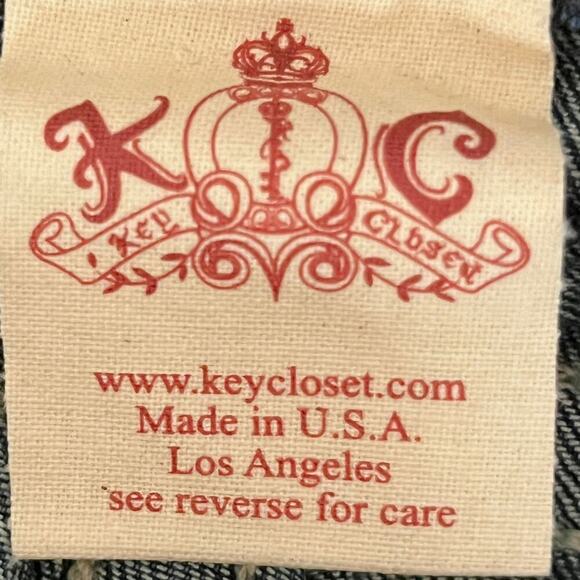 K C
KEY CLOSET
www.keycloset.com
Made in U.S.A.
Los Angeles
see reverse for care